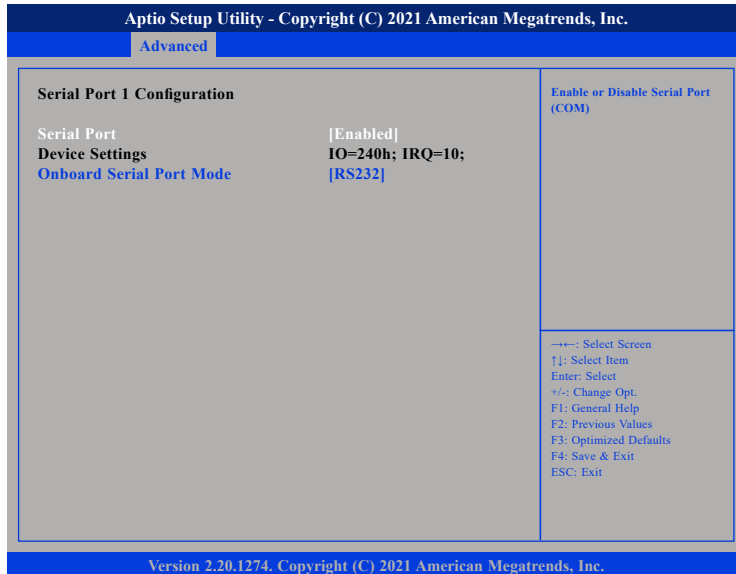 Aptio Setup Utility - Copyright (C) 2021 American Megatrends, Inc.
Advanced
Serial Port 1 Configuration
Serial Port [Enabled]
Device Settings IO=240h; IRQ=10;
Onboard Serial Port Mode [RS232]
Enable or Disable Serial Port
(COM)
→←: Select Screen
↑↓: Select Item
Enter: Select
+/-: Change Opt.
F1: General Help
F2: Previous Values
F3: Optimized Defaults
F4: Save & Exit
ESC: Exit
Version 2.20.1274. Copyright (C) 2021 American Megatrends, Inc.